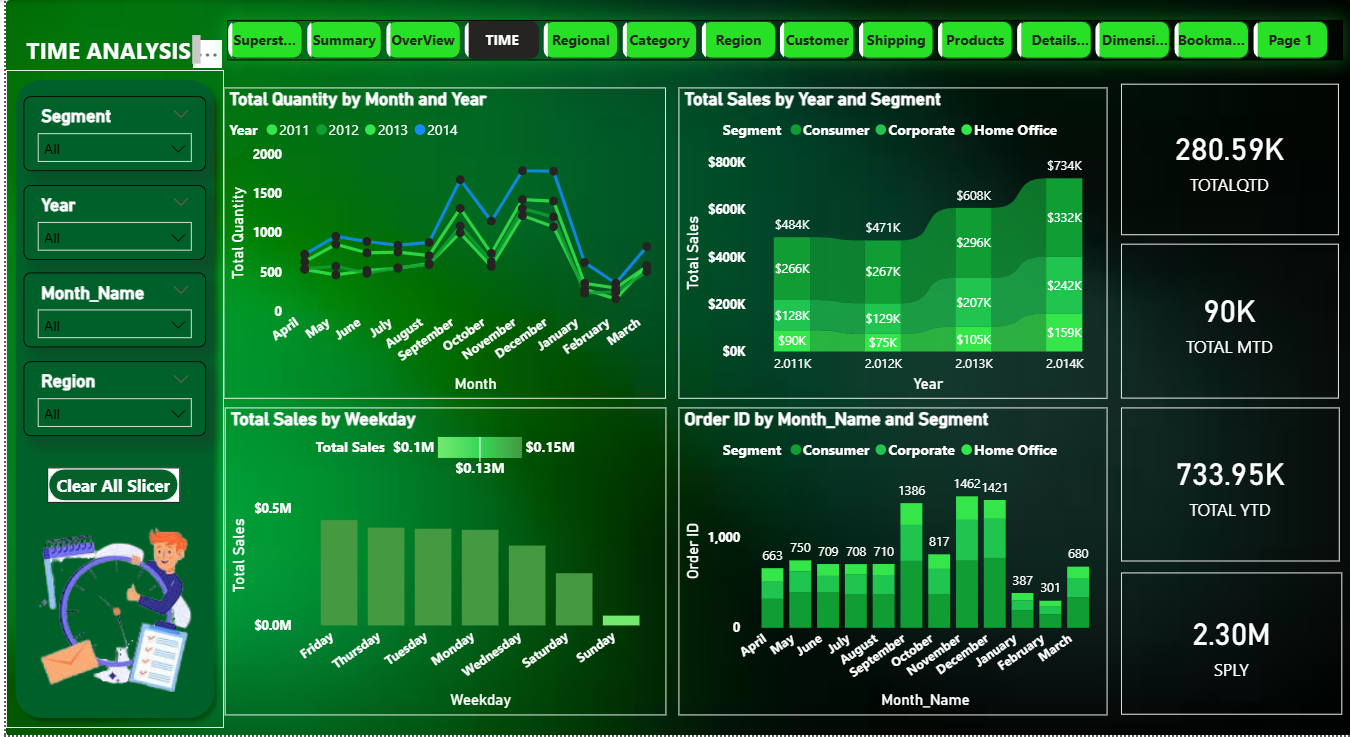 TIME ANALYSIS
...
Superst...
Summary
OverView
TIME
Regional
Category
Region
Customer
Shipping
Products
Details...
Dimensi...
Bookma...
Page 1
Segment
All
Year
All
Month_Name
All
Region
All
Clear All Slicer
Total Quantity by Month and Year
Year 2011 2012 2013 2014
Total Quantity
2000
1500
1000
500
0
April May June July August September October November December January February March
Month
Total Sales by Year and Segment
Segment Consumer Corporate Home Office
Total Sales
$800K
$600K
$400K
$200K
$0K
$484K $471K $608K $734K
$266K $267K $296K $332K
$128K $129K $207K $242K
$90K $75K $105K $159K
2.011K 2.012K 2.013K 2.014K
Year
280.59K
TOTALQTD
90K
TOTAL MTD
Total Sales by Weekday
Total Sales $0.1M $0.15M
$0.13M
Total Sales
$0.5M
$0.0M
Friday Thursday Tuesday Monday Wednesday Saturday Sunday
Weekday
Order ID by Month_Name and Segment
Segment Consumer Corporate Home Office
Order ID
1,000
0
663 750 709 708 710 1386 817 1462 1421 387 301 680
April May June July August September October November December January February March
Month_Name
733.95K
TOTAL YTD
2.30M
SPLY